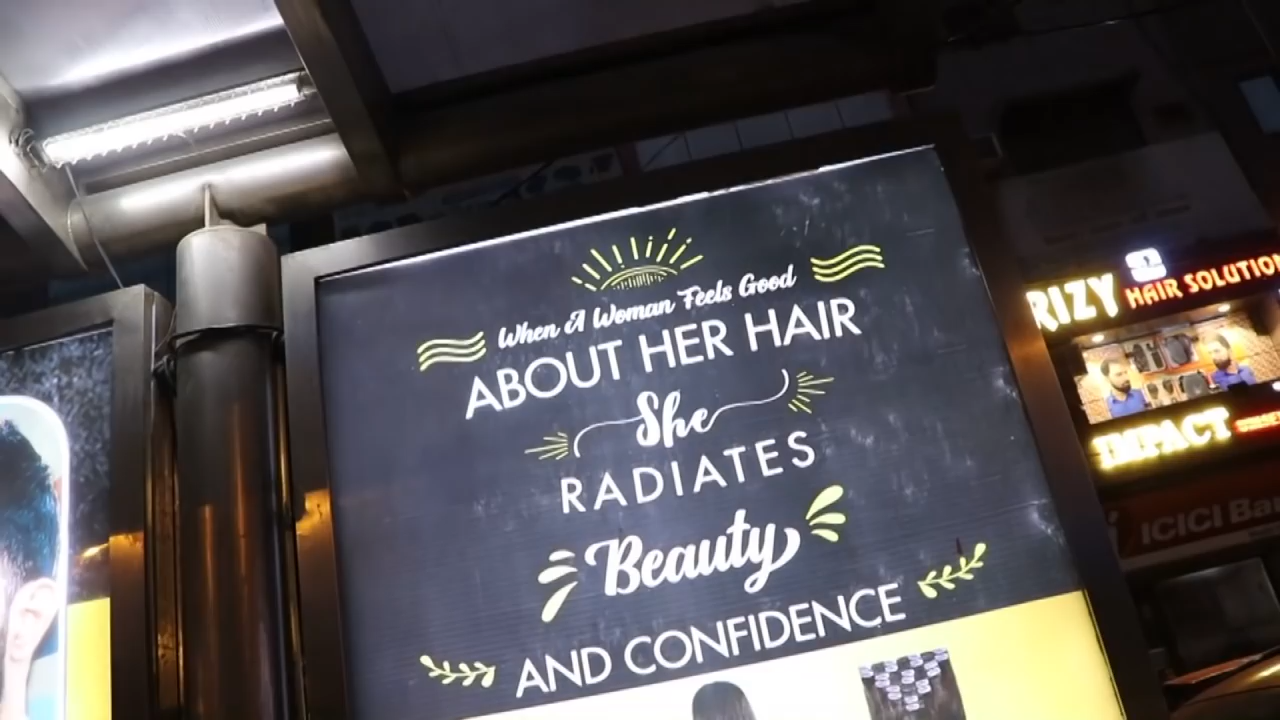 When A Woman Feels Good
ABOUT HER HAIR
She
RADIATES
Beauty
AND CONFIDENCE
RIZY
HAIR SOLUTION
IMPACT
ICICI Ba